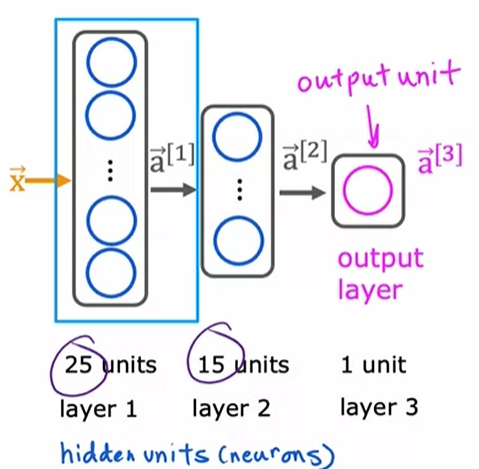 output unit
x⃗
a⃗[1]
a⃗[2]
a⃗[3]
output
layer
25 units
15 units
1 unit
layer 1
layer 2
layer 3
hidden units (neurons)